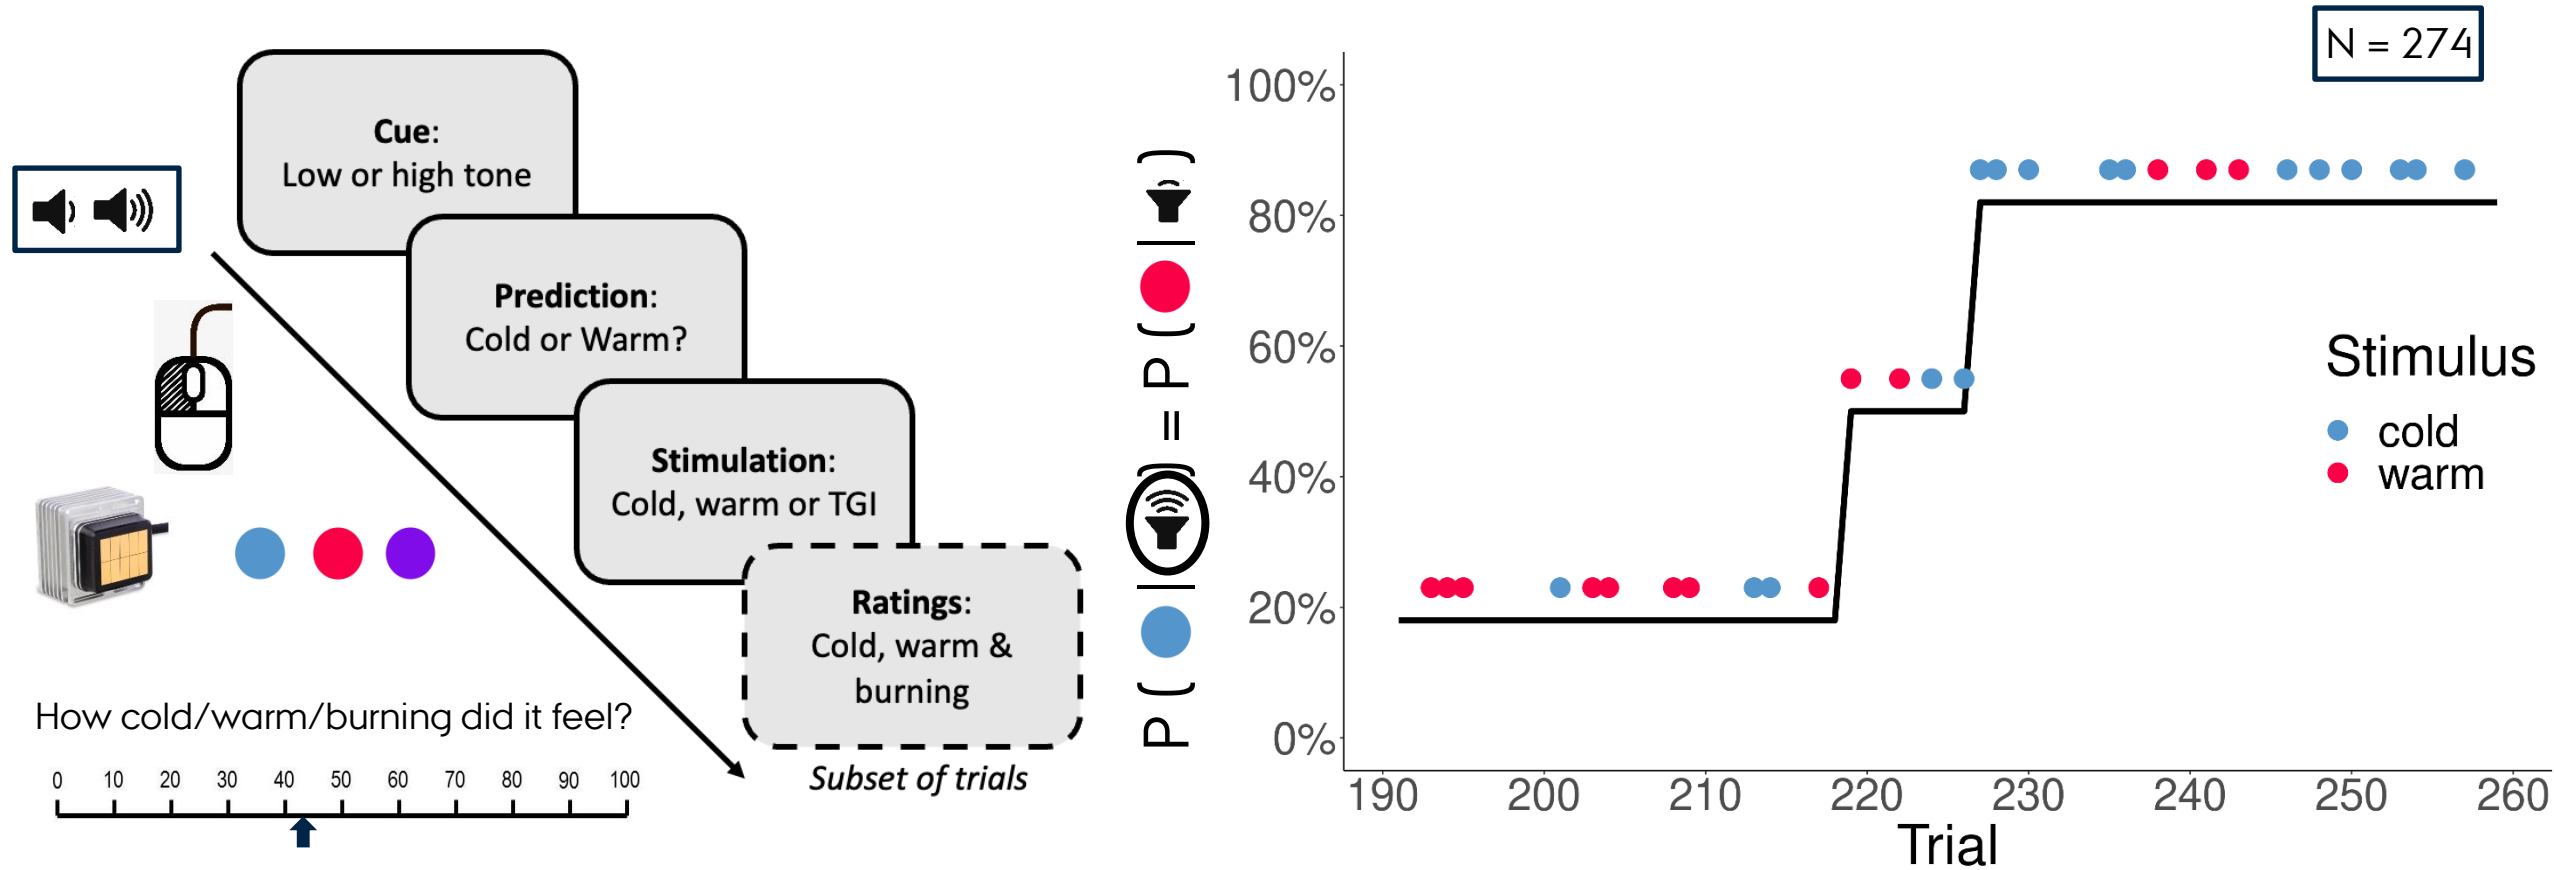 Cue:
Low or high tone
Prediction:
Cold or Warm?
Stimulation:
Cold, warm or TGI
Ratings:
Cold, warm &
burning
Subset of trials
How cold/warm/burning did it feel?
0 10 20 30 40 50 60 70 80 90 100
N = 274
P ( | ) = P ( | )
100%
80%
60%
40%
20%
0%
190 200 210 220 230 240 250 260
Trial
Stimulus
cold
warm